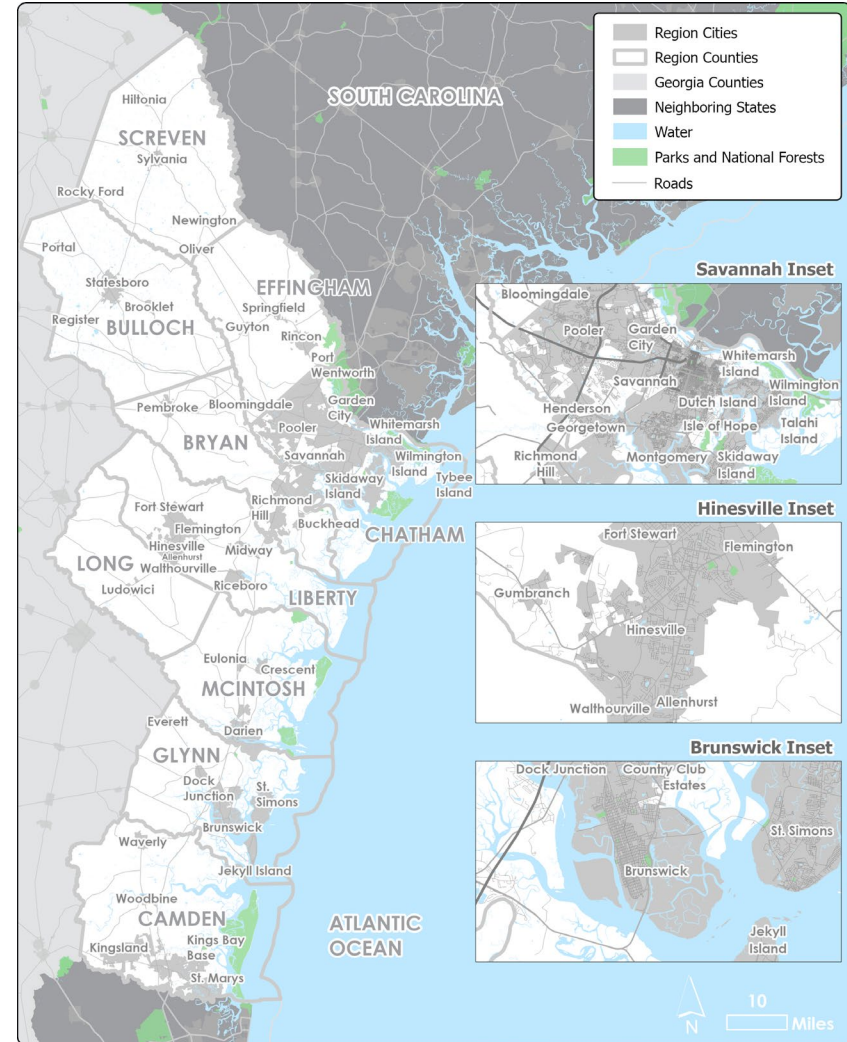 Region Cities
Region Counties
Georgia Counties
Neighboring States
Water
Parks and National Forests
Roads
SOUTH CAROLINA
Hiltonia
SCREVEN
Sylvania
Rocky Ford
Newington
Oliver
Portal
Statesboro
Brooklet
Register
BULLOCH
EFFINGHAM
Springfield
Guyton
Rincon
Port
Wentworth
Garden
City
Pembroke
Bloomingdale
Pooler
BRYAN
Savannah
Whitemarsh
Island
Wilmington
Island
Tybee
Island
Skidaway
Island
Richmond
Hill
Buckhead
CHATHAM
Fort Stewart
Flemington
Hinesville
Allenhurst
Walthourville
Midway
LONG
Ludowici
Riceboro
LIBERTY
Eulonia
Crescent
MCINTOSH
Everett
Darien
GLYNN
Dock
Junction
St.
Simons
Brunswick
Waverly
Jekyll Island
Woodbine
CAMDEN
Kingsland
Kings Bay
Base
St. Marys
ATLANTIC
OCEAN
Savannah Inset
Bloomingdale
Pooler
Garden
City
Whitemarsh
Island
Savannah
Wilmington
Island
Dutch Island
Henderson
Georgetown
Isle of Hope
Talahi
Island
Richmond
Hill
Montgomery
Skidaway
Island
Hinesville Inset
Fort Stewart
Flemington
Gumbranch
Hinesville
Walthourville
Allenhurst
Brunswick Inset
Dock Junction
Country Club
Estates
St. Simons
Brunswick
Jekyll
Island
N
10
Miles